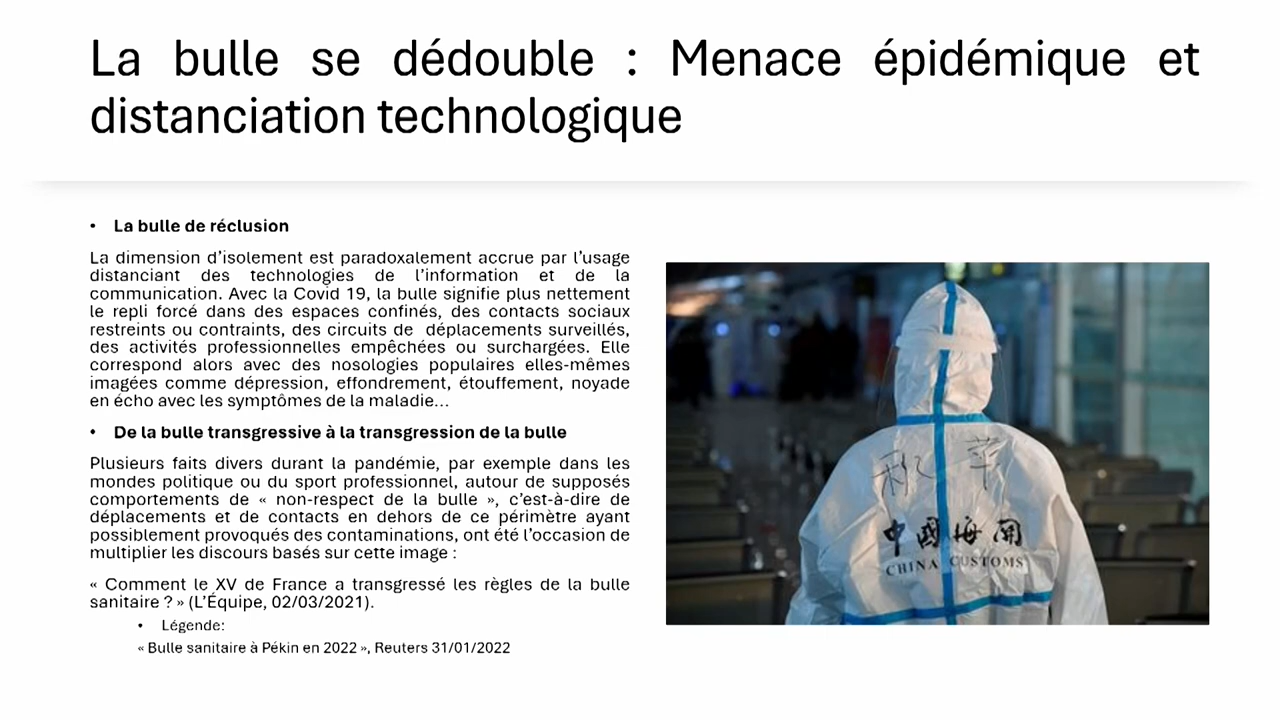 La bulle se dédouble : Menace épidémique et
distanciation technologique
• La bulle de réclusion
La dimension d’isolement est paradoxalement accrue par l’usage
distanciant des technologies de l’information et de la
communication. Avec la Covid 19, la bulle signifie plus nettement
le repli forcé dans des espaces confinés, des contacts sociaux
restreints ou contraints, des circuits de déplacements surveillés,
des activités professionnelles empêchées ou surchargées. Elle
correspond alors avec des nosologies populaires elles-mêmes
imagées comme dépression, effondrement, étouffement, noyade
en écho avec les symptômes de la maladie...
• De la bulle transgressive à la transgression de la bulle
Plusieurs faits divers durant la pandémie, par exemple dans les
mondes politique ou du sport professionnel, autour de supposés
comportements de « non-respect de la bulle », c’est-à-dire de
déplacements et de contacts en dehors de ce périmètre ayant
possiblement provoqués des contaminations, ont été l’occasion de
multiplier les discours basés sur cette image :
« Comment le XV de France a transgressé les règles de la bulle
sanitaire ? » (L’Équipe, 02/03/2021).
• Légende:
« Bulle sanitaire à Pékin en 2022 », Reuters 31/01/2022
中国海关
CHINA CUSTOMS